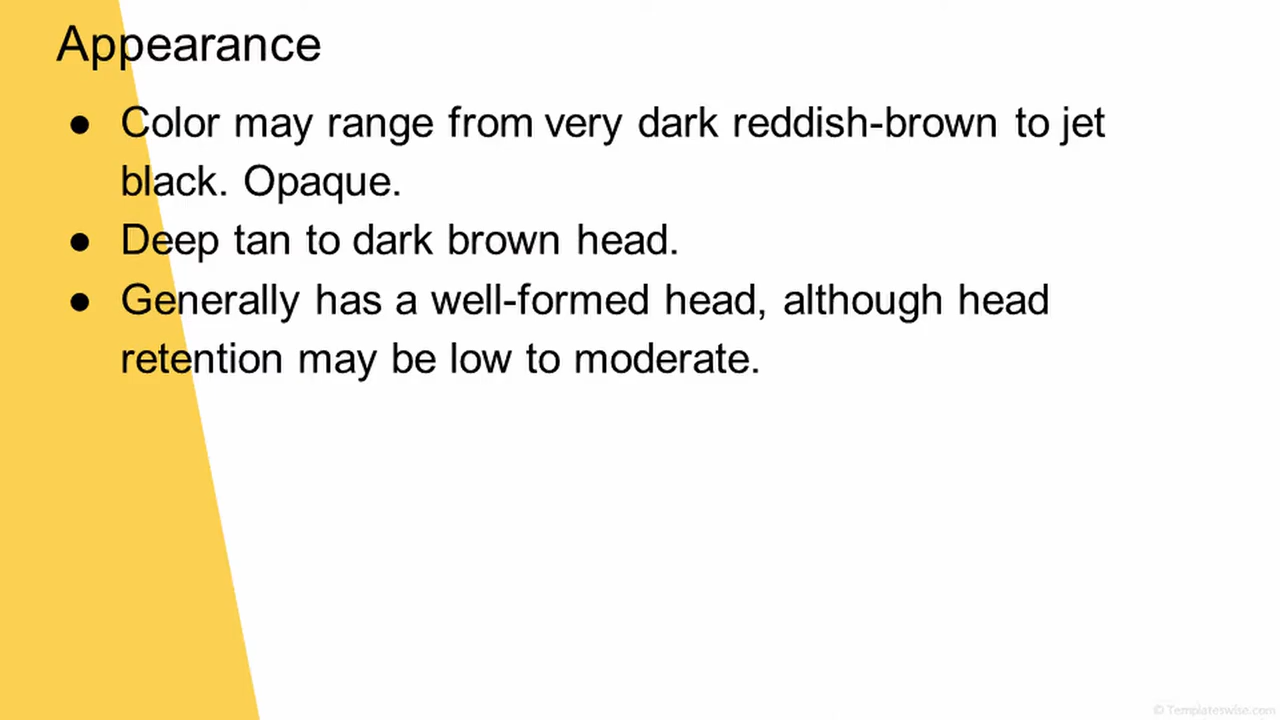 Appearance
● Color may range from very dark reddish-brown to jet
black. Opaque.
● Deep tan to dark brown head.
● Generally has a well-formed head, although head
retention may be low to moderate.
© Templateswise.com